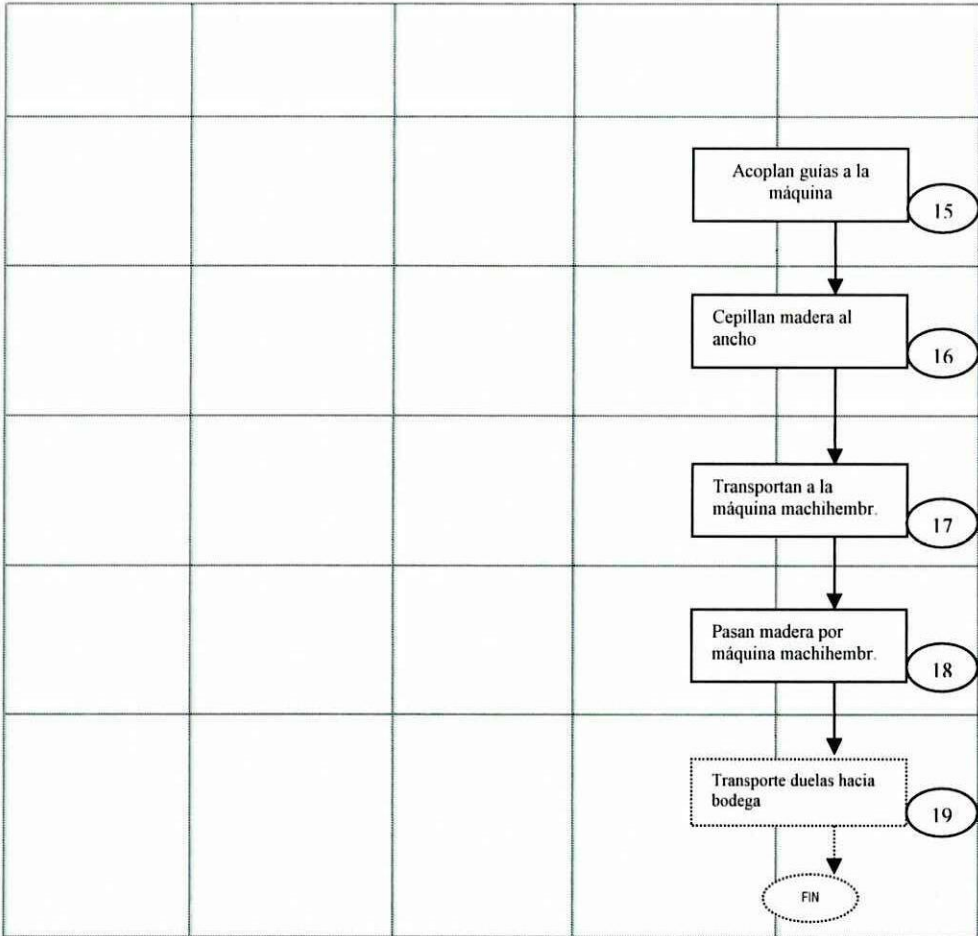 Acoplan guías a la
máquina
15
Cepillan madera al
ancho
16
Transportan a la
máquina machihembr.
17
Pasan madera por
máquina machihembr.
18
Transporte duelas hacia
bodega
19
FIN